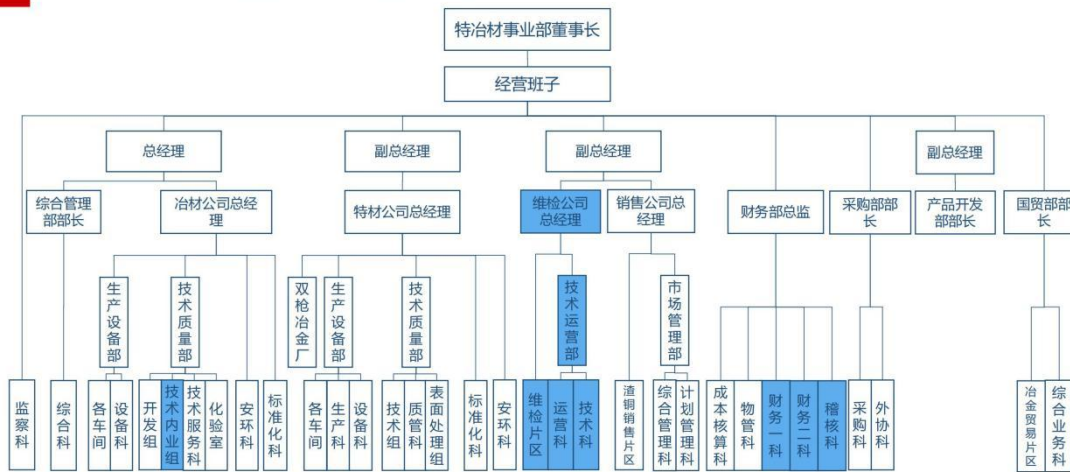 特冶材事业部董事长
经营班子
总经理
副总经理
副总经理
副总经理
综合管理
部部长
冶材公司总经
理
特材公司总经理
维检公司
总经理
销售公司总
经理
财务部总监
采购部部
长
产品开发
部部长
国贸部部
长
生产设备部
技术质量部
双枪冶金厂
生产设备部
技术质量部
技术运营部
市场管理部
监察科
综合科
各车间
设备科
开发组
技术内业组
技术服务科
化验室
安环科
标准化科
各车间
生产科
设备科
技术组
质管科
表面处理组
标准化科
安环科
维检片区
运营科
技术科
渣铜销售片区
综合管理科
计划管理科
成本核算科
物管科
财务一科
财务二科
稽核科
采购科
外协科
冶金贸易片区
综合业务科